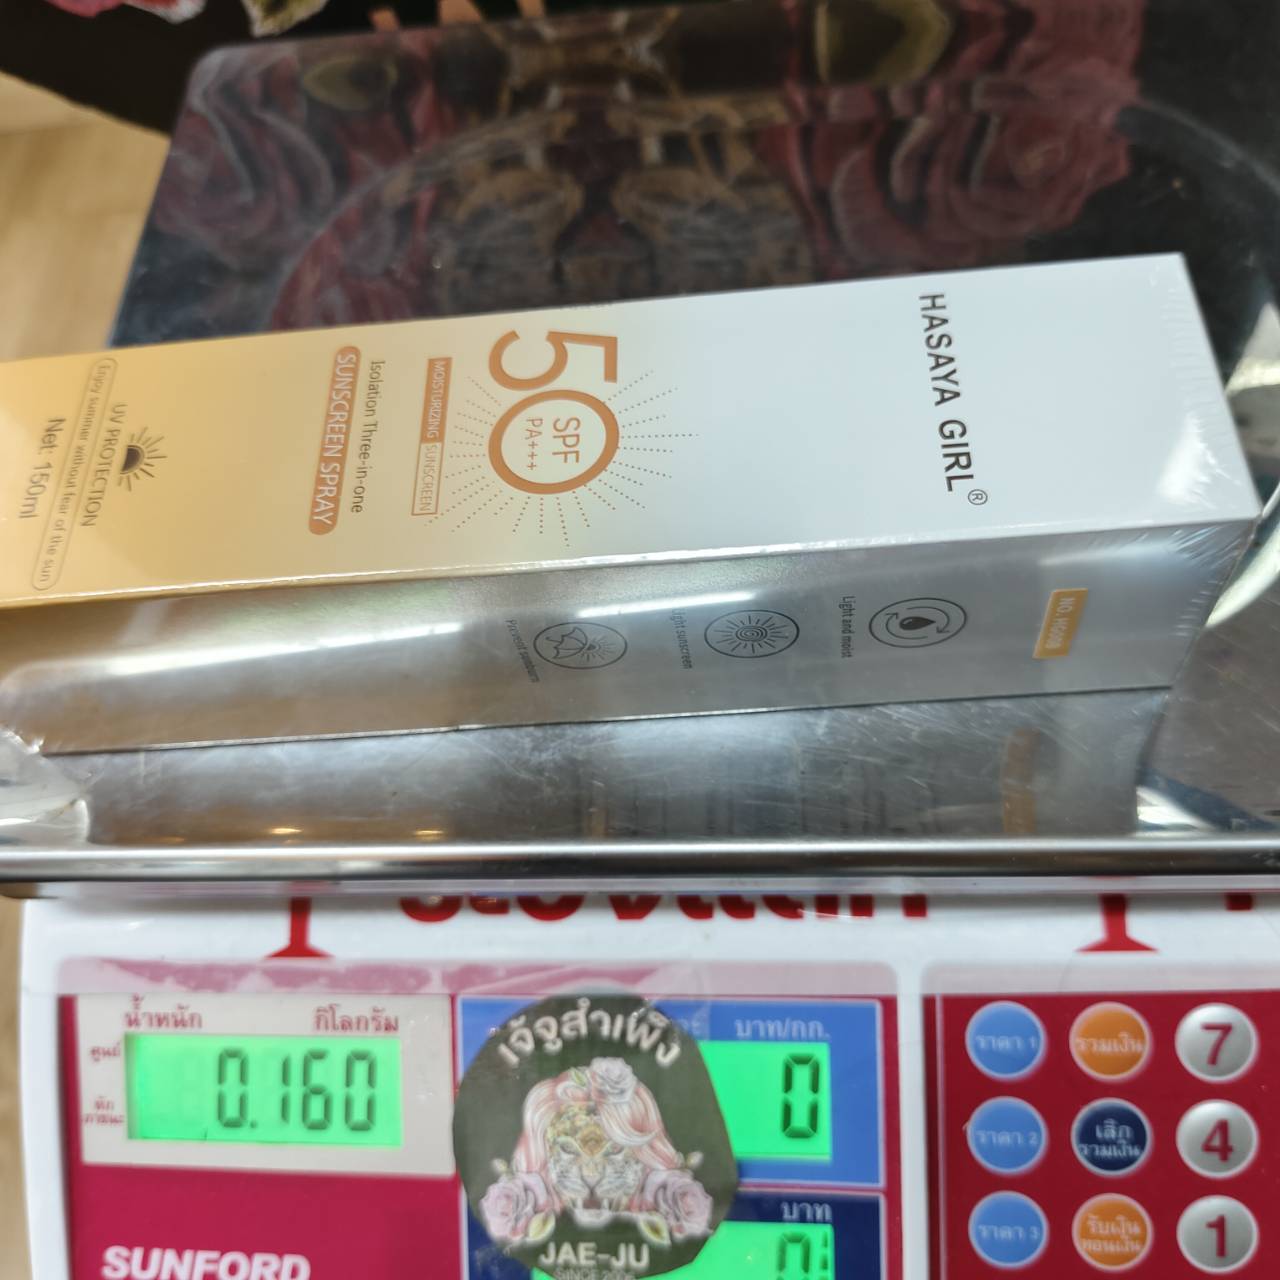 HASAYA GIRL®
50
SPF
PA+++
MOISTURIZING SUNSCREEN
Isolation Three-in-one
SUNSCREEN SPRAY
UV PROTECTION
Enjoy summer without fear of the sun
Net: 150ml
Light and moist
Light sunscreen
Prevent sunburn
น้ำหนัก
กิโลกรัม
ศูนย์
0.160
เจ๊จูสำเพ็ง
JAE-JU
บาท/กก.
0
บาท
SUNFORD
ราคา 1
รวมเงิน
7
ราคา 2
เลิก
รวมเงิน
4
ราคา 3
รับเงิน
ทอนเงิน
1